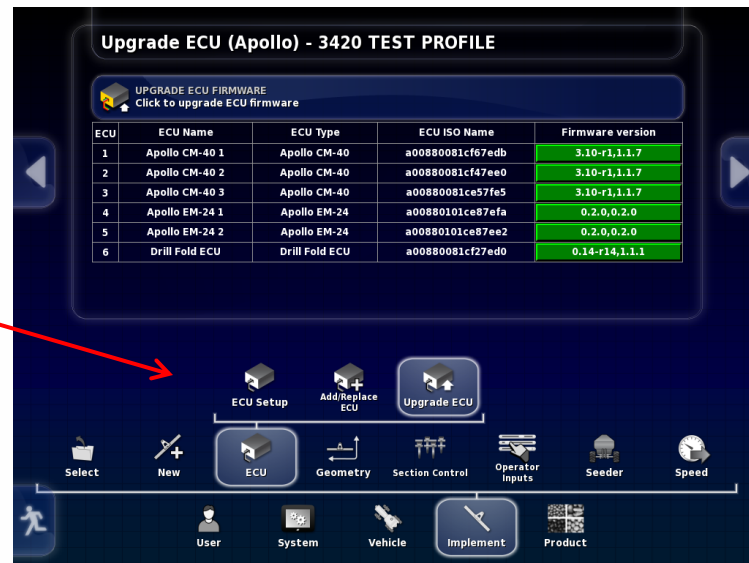 Upgrade ECU (Apollo) - 3420 TEST PROFILE
UPGRADE ECU FIRMWARE
Click to upgrade ECU firmware
ECU ECU Name ECU Type ECU ISO Name Firmware version
1 Apollo CM-40 1 Apollo CM-40 a00880081cf67edb 3.10-r1,1.1.7
2 Apollo CM-40 2 Apollo CM-40 a00880081cf47ee0 3.10-r1,1.1.7
3 Apollo CM-40 3 Apollo CM-40 a00880081ce57fe5 3.10-r1,1.1.7
4 Apollo EM-24 1 Apollo EM-24 a00880101ce87efa 0.2.0,0.2.0
5 Apollo EM-24 2 Apollo EM-24 a00880101ce87ee2 0.2.0,0.2.0
6 Drill Fold ECU Drill Fold ECU a00880081cf27ed0 0.14-r14,1.1.1
ECU Setup
Add/Replace
ECU
Upgrade ECU
Select New ECU Geometry Section Control
Operator
Inputs
Seeder Speed
User System Vehicle Implement Product